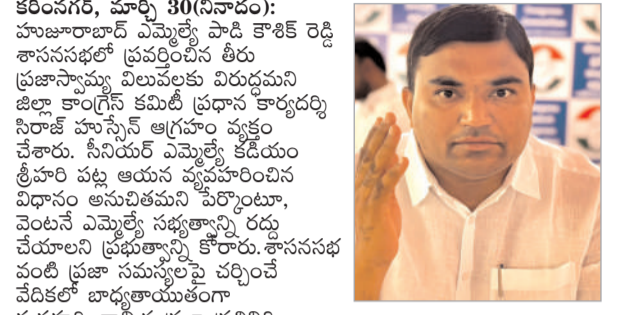 కరీంనగర్, మార్చి 30(నినాదం):
హుజూరాబాద్ ఎమ్మెల్యే పాడి కౌశిక్ రెడ్డి
శాసనసభలో ప్రవర్తించిన తీరు
ప్రజాస్వామ్య విలువలకు విరుద్ధమని
జిల్లా కాంగ్రెస్ కమిటీ ప్రధాన కార్యదర్శి
సిరాజ్ హుస్సేన్ ఆగ్రహం వ్యక్తం
చేశారు. సీనియర్ ఎమ్మెల్యే కడియం
శ్రీహరి పట్ల ఆయన వ్యవహరించిన
విధానం అనుచితమని పేర్కొంటూ,
వెంటనే ఎమ్మెల్యే సభ్యత్వాన్ని రద్దు
చేయాలని ప్రభుత్వాన్ని కోరారు.శాసనసభ
వంటి ప్రజా సమస్యలపై చర్చించే
వేదికలో బాధ్యతాయుతంగా